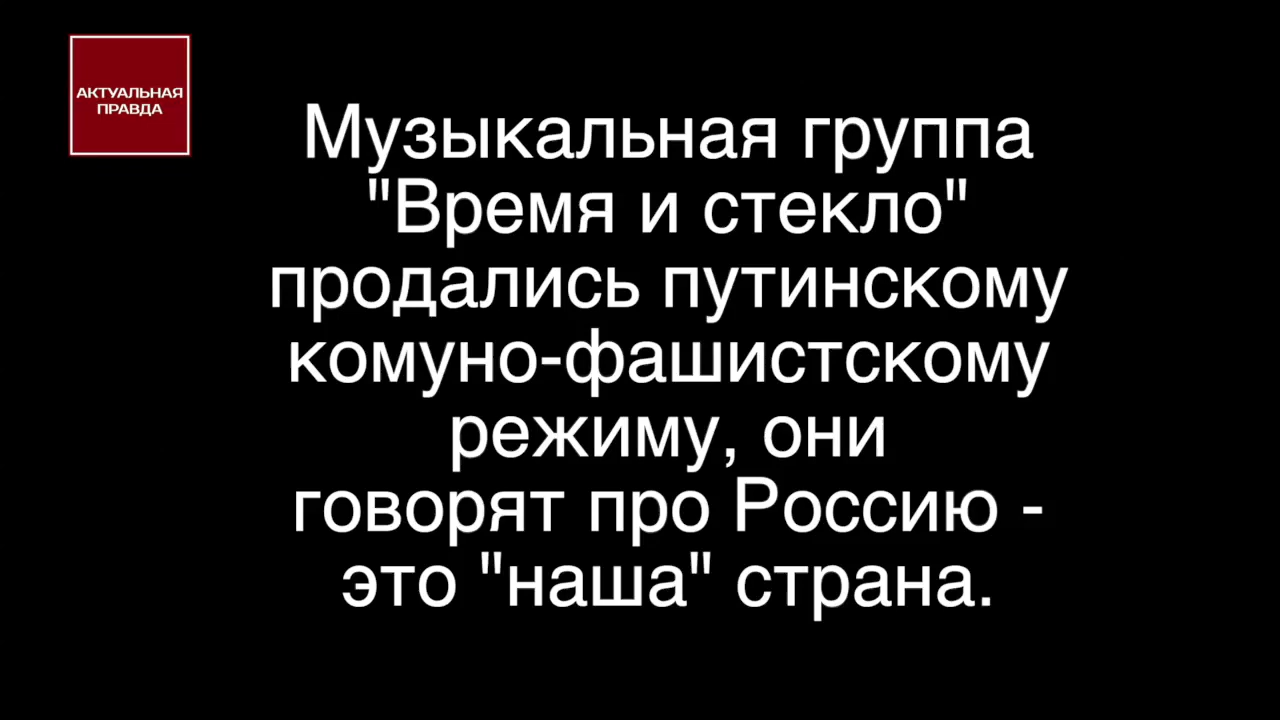 АКТУАЛЬНАЯ
ПРАВДА
Музыкальная группа
"Время и стекло"
продались путинскому
комуно-фашистскому
режиму, они
говорят про Россию -
это "наша" страна.